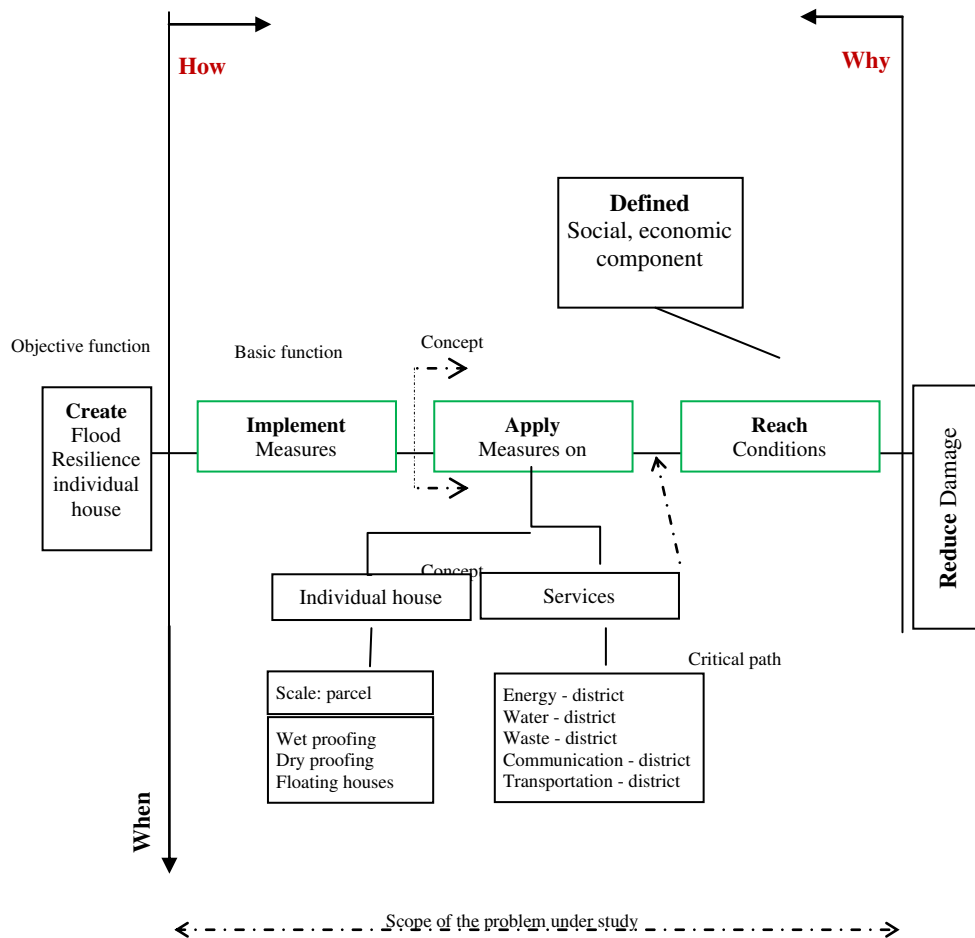 How
Why
Defined
Social, economic
component
Objective function
Basic function
Concept
Create
Flood
Resilience
individual
house
Implement
Measures
Apply
Measures on
Reach
Conditions
Reduce Damage
Concept
Individual house
Services
Critical path
Scale: parcel
Wet proofing
Dry proofing
Floating houses
Energy - district
Water - district
Waste - district
Communication - district
Transportation - district
When
Scope of the problem under study